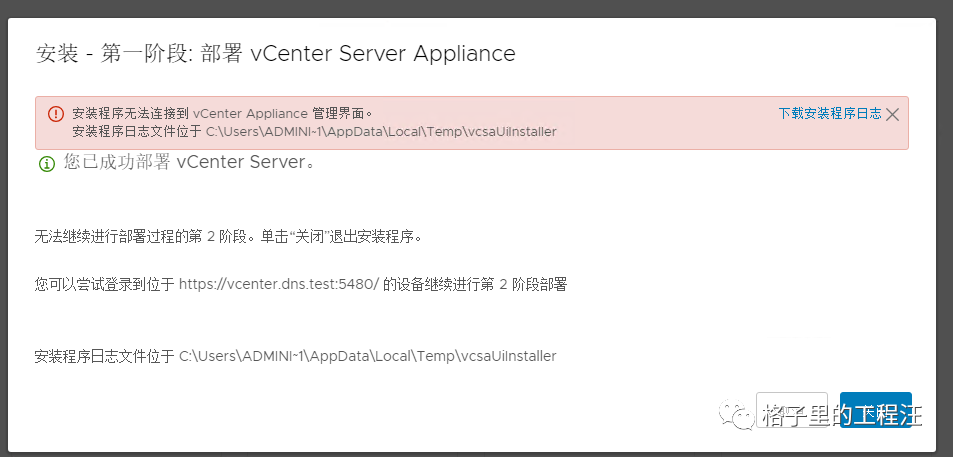 安装 - 第一阶段: 部署 vCenter Server Appliance
安装程序无法连接到 vCenter Appliance 管理界面。
下载安装程序日志
安装程序日志文件位于 C:\Users\ADMINI~1\AppData\Local\Temp\vcsaUiInstaller
您已成功部署 vCenter Server。
无法继续进行部署过程的第 2 阶段。单击“关闭”退出安装程序。
您可以尝试登录到位于 https://vcenter.dns.test:5480/ 的设备继续进行第 2 阶段部署
安装程序日志文件位于 C:\Users\ADMINI~1\AppData\Local\Temp\vcsaUiInstaller
格子里的工程汪